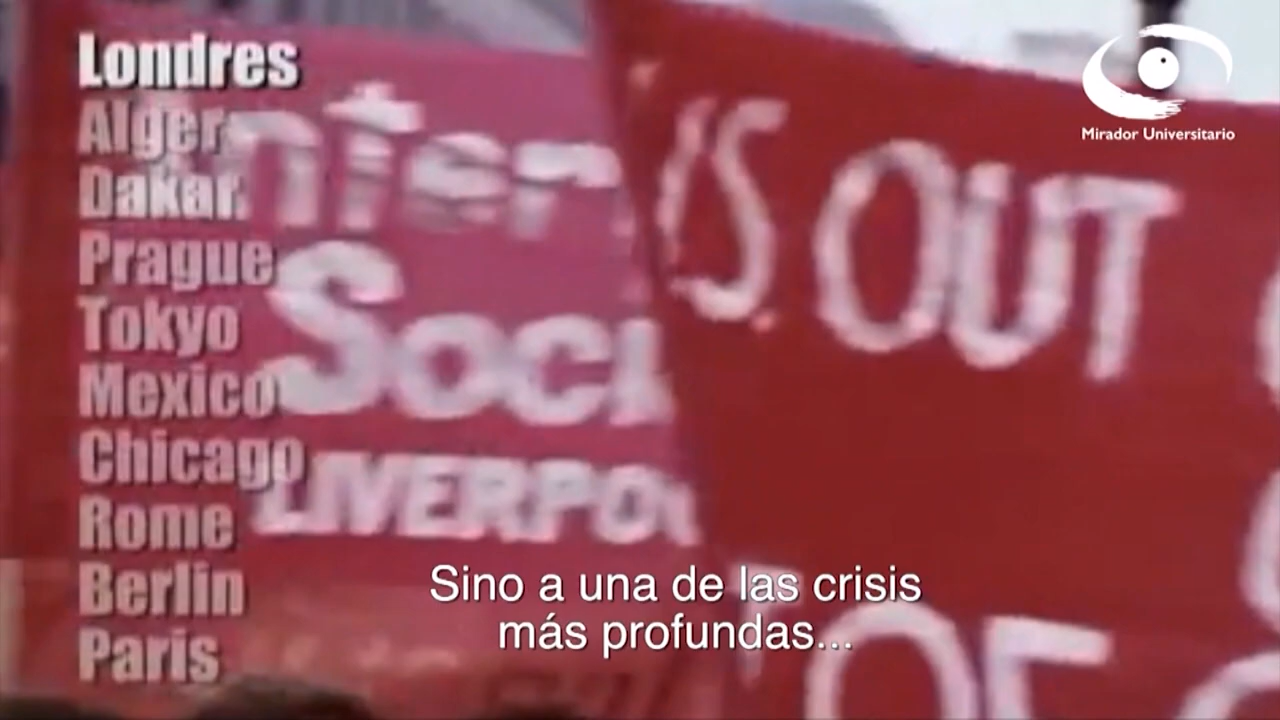 Londres
Alger
Dakar
Prague
Tokyo
Mexico
Chicago
Rome
Berlin
Paris
Mirador Universitario
LIVERPO
OUT
OF
Sino a una de las crisis
más profundas...